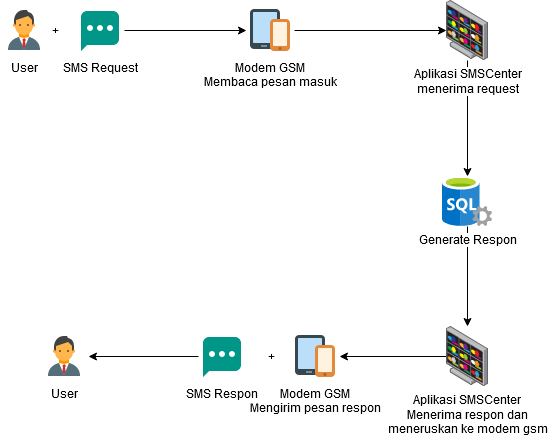 +
User
SMS Request
Modem GSM
Membaca pesan masuk
Aplikasi SMSCenter
menerima request
SQL
Generate Respon
+
User
SMS Respon
Modem GSM
Mengirim pesan respon
Aplikasi SMSCenter
Menerima respon dan
meneruskan ke modem gsm